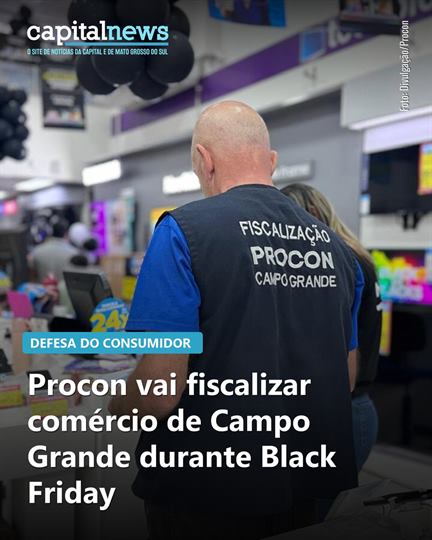 capitalnews
O SITE DE NOTÍCIAS DA CAPITAL E DE MATO GROSSO DO SUL
Foto: Divulgação/Procon
FISCALIZAÇÃO
PROCON
CAMPO GRANDE
24
DEFESA DO CONSUMIDOR
Procon vai fiscalizar
comércio de Campo
Grande durante Black
Friday